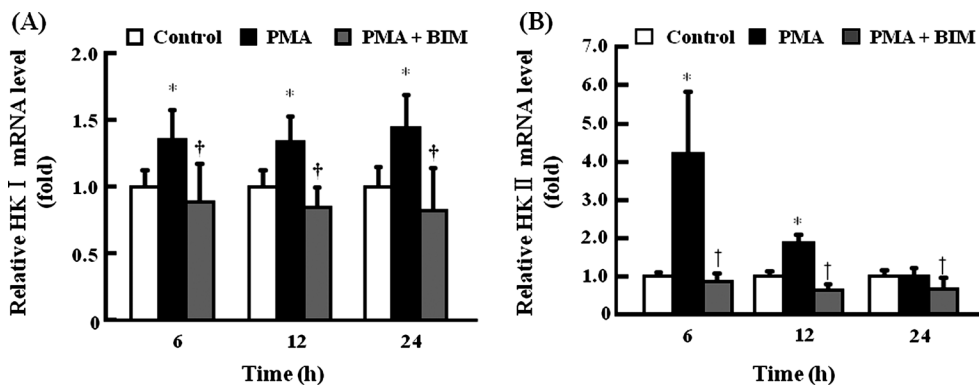 (A)
Control PMA PMA + BIM
Relative HK Ⅰ mRNA level
(fold)
2.0
1.5
1.0
0.5
0
*
*
*
‡
‡
‡
6 12 24
Time (h)
(B)
Control PMA PMA + BIM
Relative HKⅡ mRNA level
(fold)
7.0
6.0
5.0
4.0
3.0
2.0
1.0
0
*
*
†
†
†
6 12 24
Time (h)